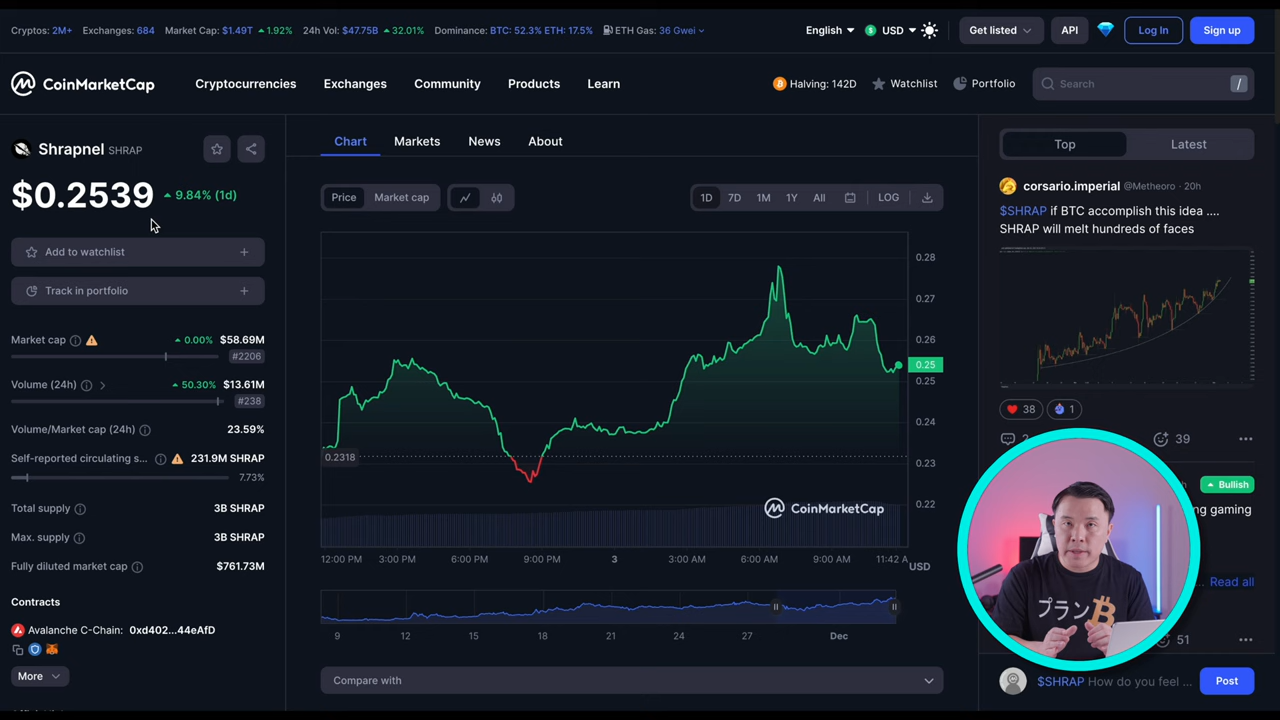 Cryptos: 2M+ Exchanges: 684 Market Cap: $1.49T 1.92% 24h Vol: $47.75B 32.01% Dominance: BTC: 52.3% ETH: 17.5% ETH Gas: 36 Gwei English USD Get listed API Log In Sign up
CoinMarketCap Cryptocurrencies Exchanges Community Products Learn Halving: 142D Watchlist Portfolio Search /
Shrapnel SHRAP
$0.2539 9.84% (1d)
Add to watchlist +
Track in portfolio +
Market cap 0.00% $58.69M
#2206
Volume (24h) 50.30% $13.61M
#238
Volume/Market cap (24h) 23.59%
Self-reported circulating s... 231.9M SHRAP
7.73%
Total supply 3B SHRAP
Max. supply 3B SHRAP
Fully diluted market cap $761.73M
Contracts
Avalanche C-Chain: 0xd402...44eAfD
More
Chart Markets News About
Price Market cap 1D 7D 1M 1Y All LOG
0.28
0.27
0.26
0.25
0.25
0.24
0.2318
0.23
0.22
CoinMarketCap
12:00 PM 3:00 PM 6:00 PM 9:00 PM 3 3:00 AM 6:00 AM 9:00 AM 11:42 A
USD
9 12 15 18 21 24 27 Dec
Compare with
Top Latest
corsario.imperial @Metheoro · 20h
$SHRAP if BTC accomplish this idea ....
SHRAP will melt hundreds of faces
38 1
39
Bullish
gaming
Read all
プラン
51
$SHRAP How do you feel ... Post